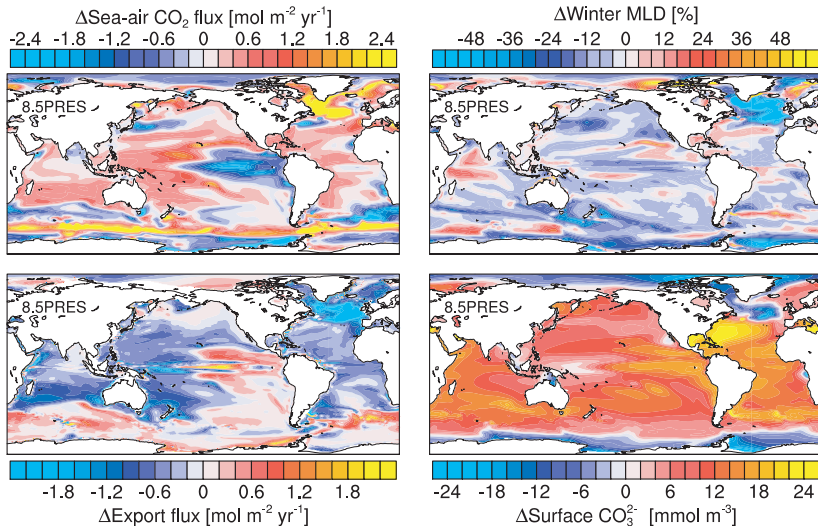 ΔSea-air CO₂ flux [mol m⁻² yr⁻¹]
-2.4 -1.8 -1.2 -0.6 0 0.6 1.2 1.8 2.4
8.5PRES
ΔWinter MLD [%]
-48 -36 -24 -12 0 12 24 36 48
8.5PRES
8.5PRES
-1.8 -1.2 -0.6 0 0.6 1.2 1.8
ΔExport flux [mol m⁻² yr⁻¹]
8.5PRES
-24 -18 -12 -6 0 6 12 18 24
ΔSurface CO₃²⁻ [mmol m⁻³]